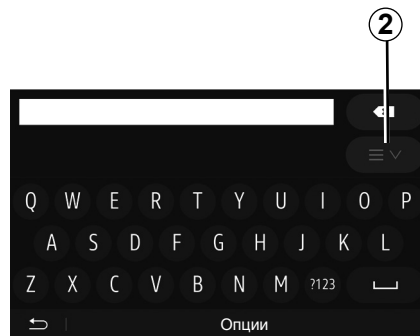 2
Q W E R T Y U I O P
A S D F G H J K L
Z X C V B N M ?123
Опции